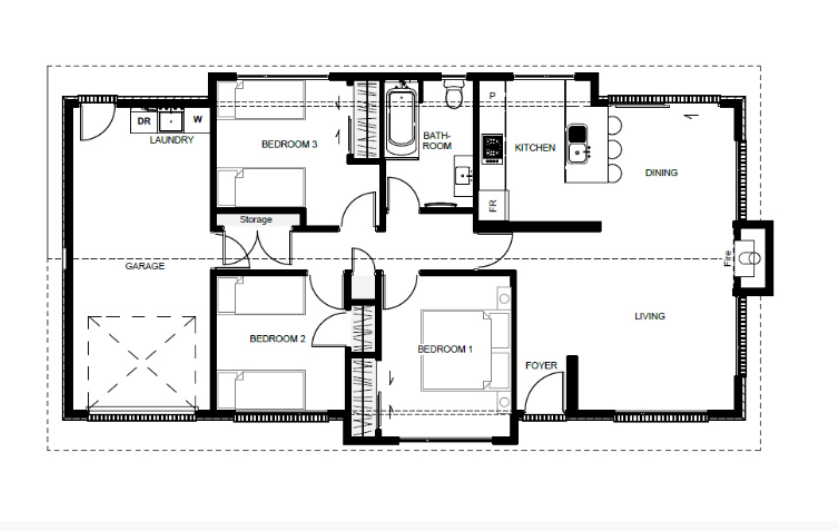 DR
W
LAUNDRY
BEDROOM 3
BATH-
ROOM
P
KITCHEN
FR
DINING
Storage
GARAGE
Fire
LIVING
BEDROOM 2
BEDROOM 1
FOYER